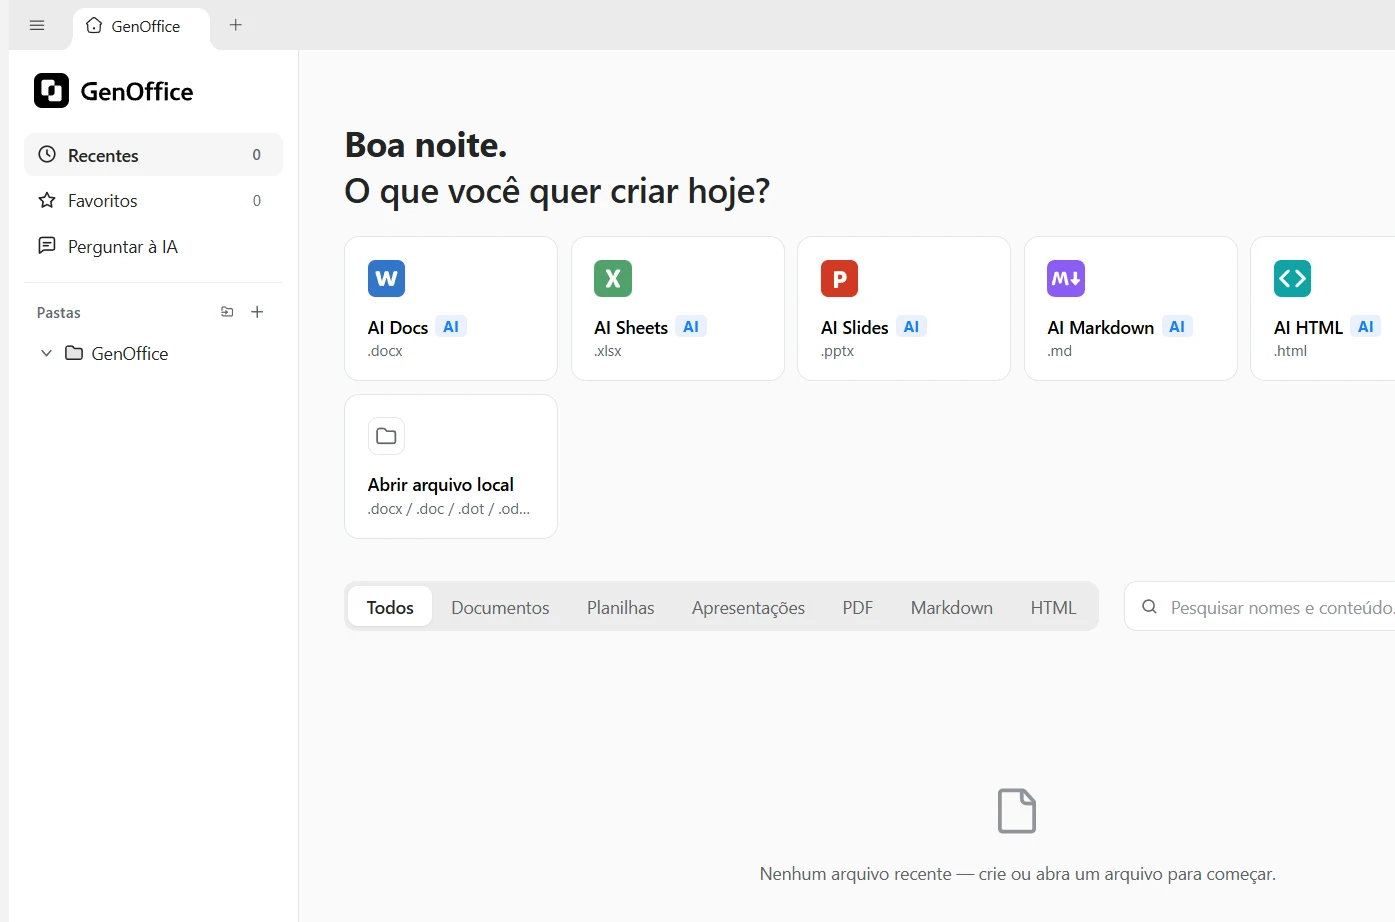 GenOffice
GenOffice
Recentes 0
Favoritos 0
Perguntar à IA
Pastas
GenOffice
Boa noite.
O que você quer criar hoje?
W
AI Docs AI
.docx
X
AI Sheets AI
.xlsx
P
AI Slides AI
.pptx
M↓
AI Markdown AI
.md
AI HTML AI
.html
Abrir arquivo local
.docx / .doc / .dot / .od...
Todos Documentos Planilhas Apresentações PDF Markdown HTML
Pesquisar nomes e conteúdo.
Nenhum arquivo recente — crie ou abra um arquivo para começar.